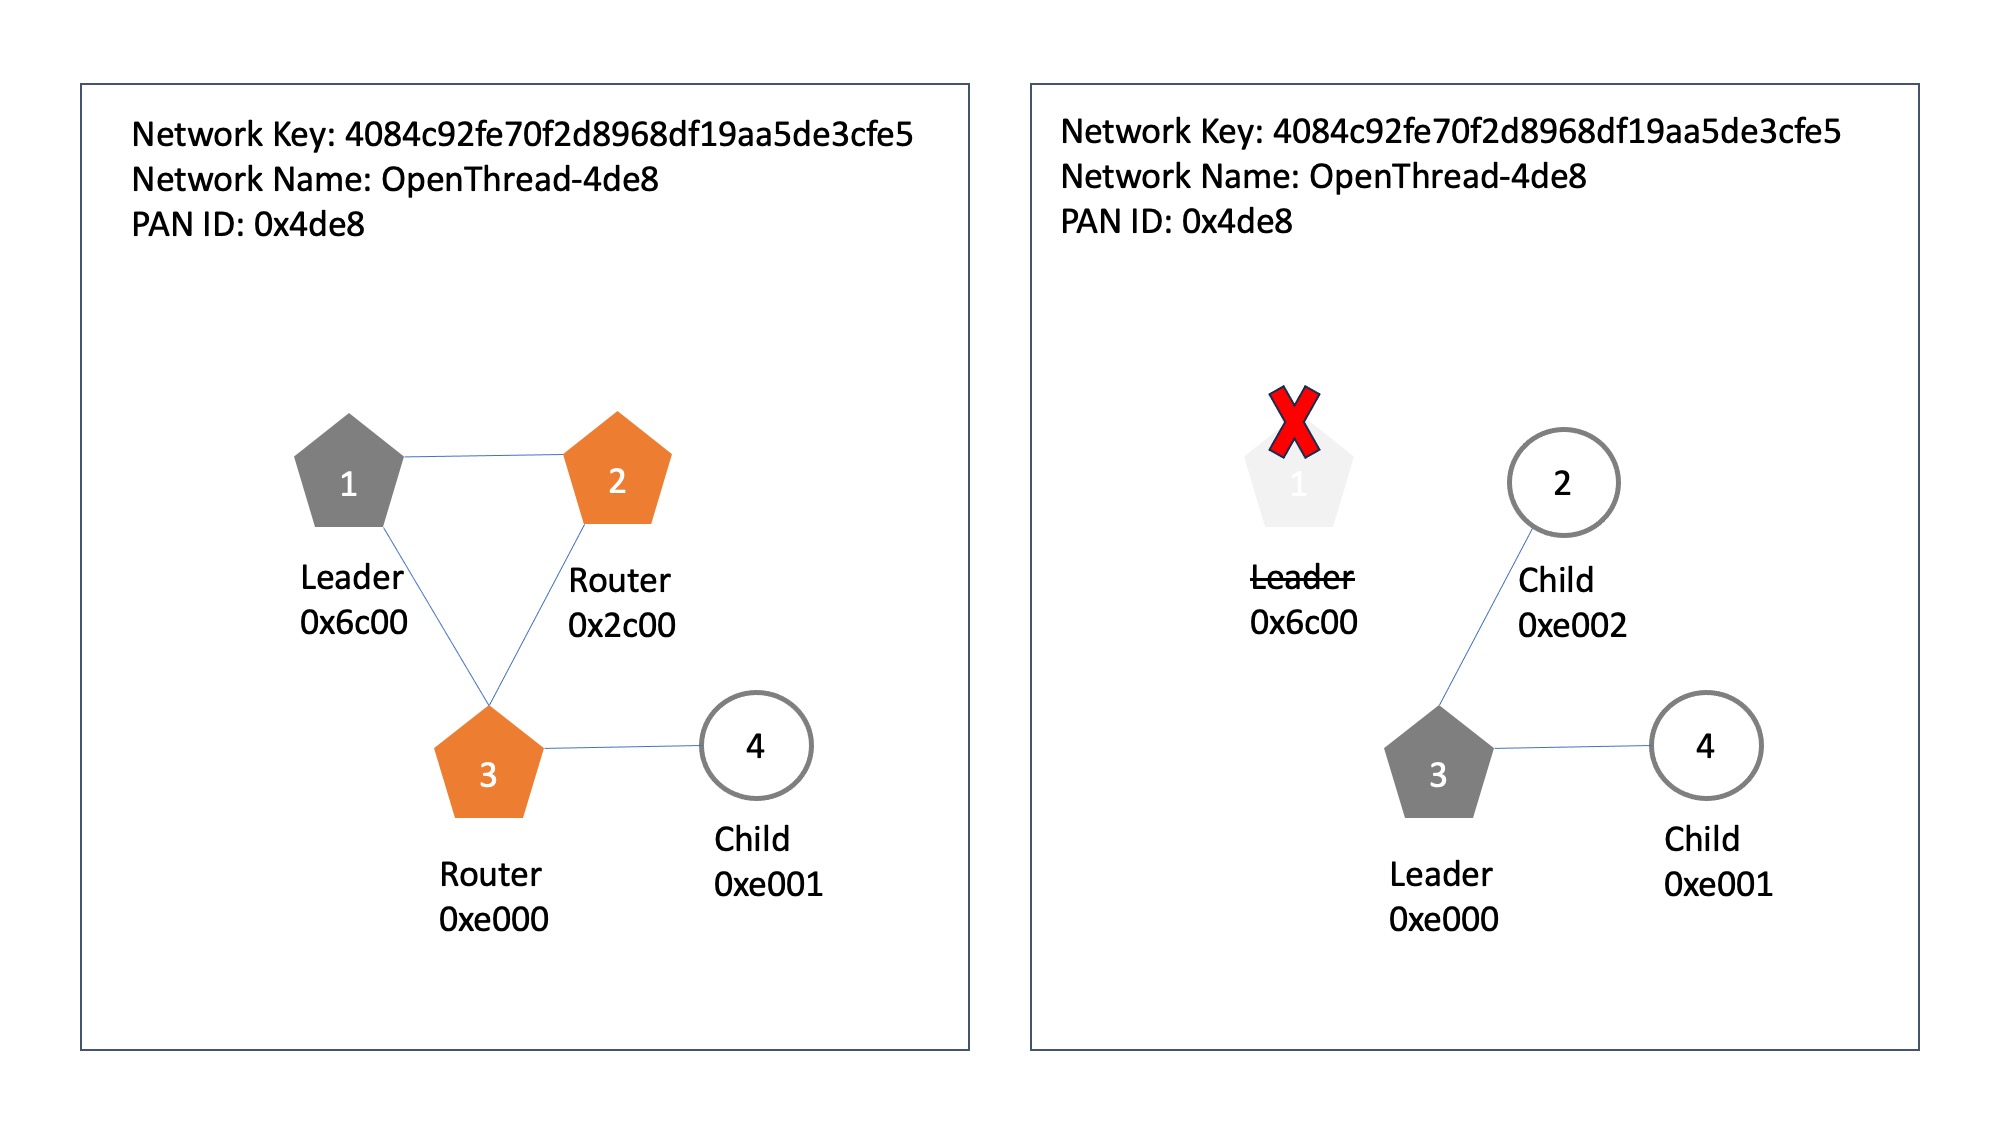 Network Key: 4084c92fe70f2d8968df19aa5de3cfe5
Network Name: OpenThread-4de8
PAN ID: 0x4de8
1
2
Leader
0x6c00
Router
0x2c00
3
4
Router
0xe000
Child
0xe001
Network Key: 4084c92fe70f2d8968df19aa5de3cfe5
Network Name: OpenThread-4de8
PAN ID: 0x4de8
1
2
Leader
0x6c00
Child
0xe002
3
4
Leader
0xe000
Child
0xe001